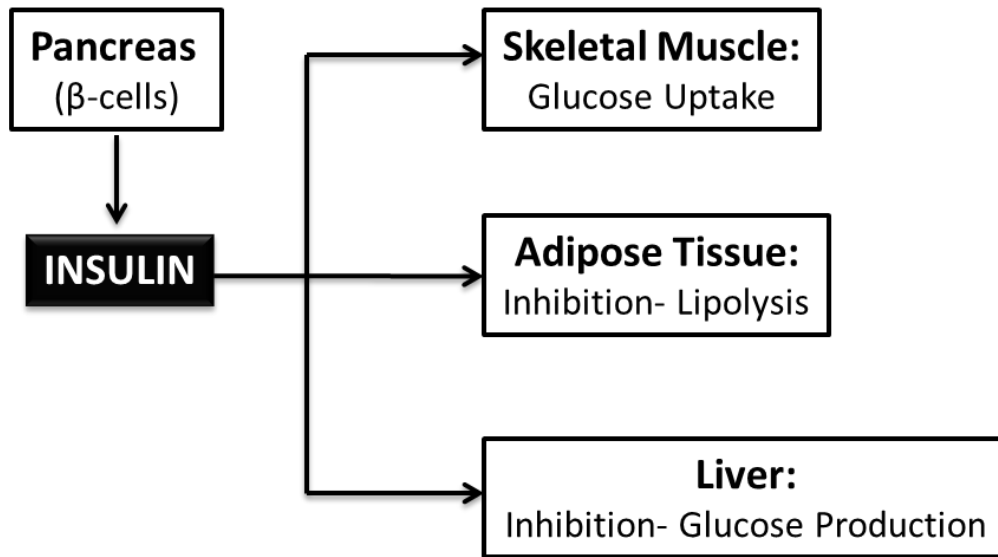 Pancreas
(β-cells)
INSULIN
Skeletal Muscle:
Glucose Uptake
Adipose Tissue:
Inhibition- Lipolysis
Liver:
Inhibition- Glucose Production